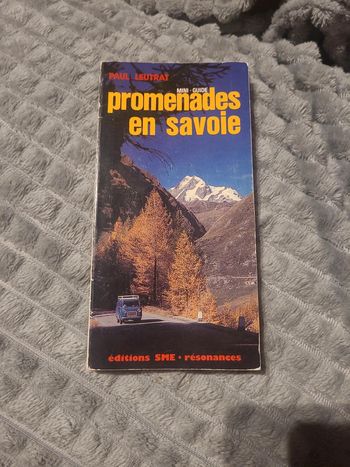 PAUL LEUTRAT
MINI-GUIDE
promenades
en savoie
éditions SME • résonances